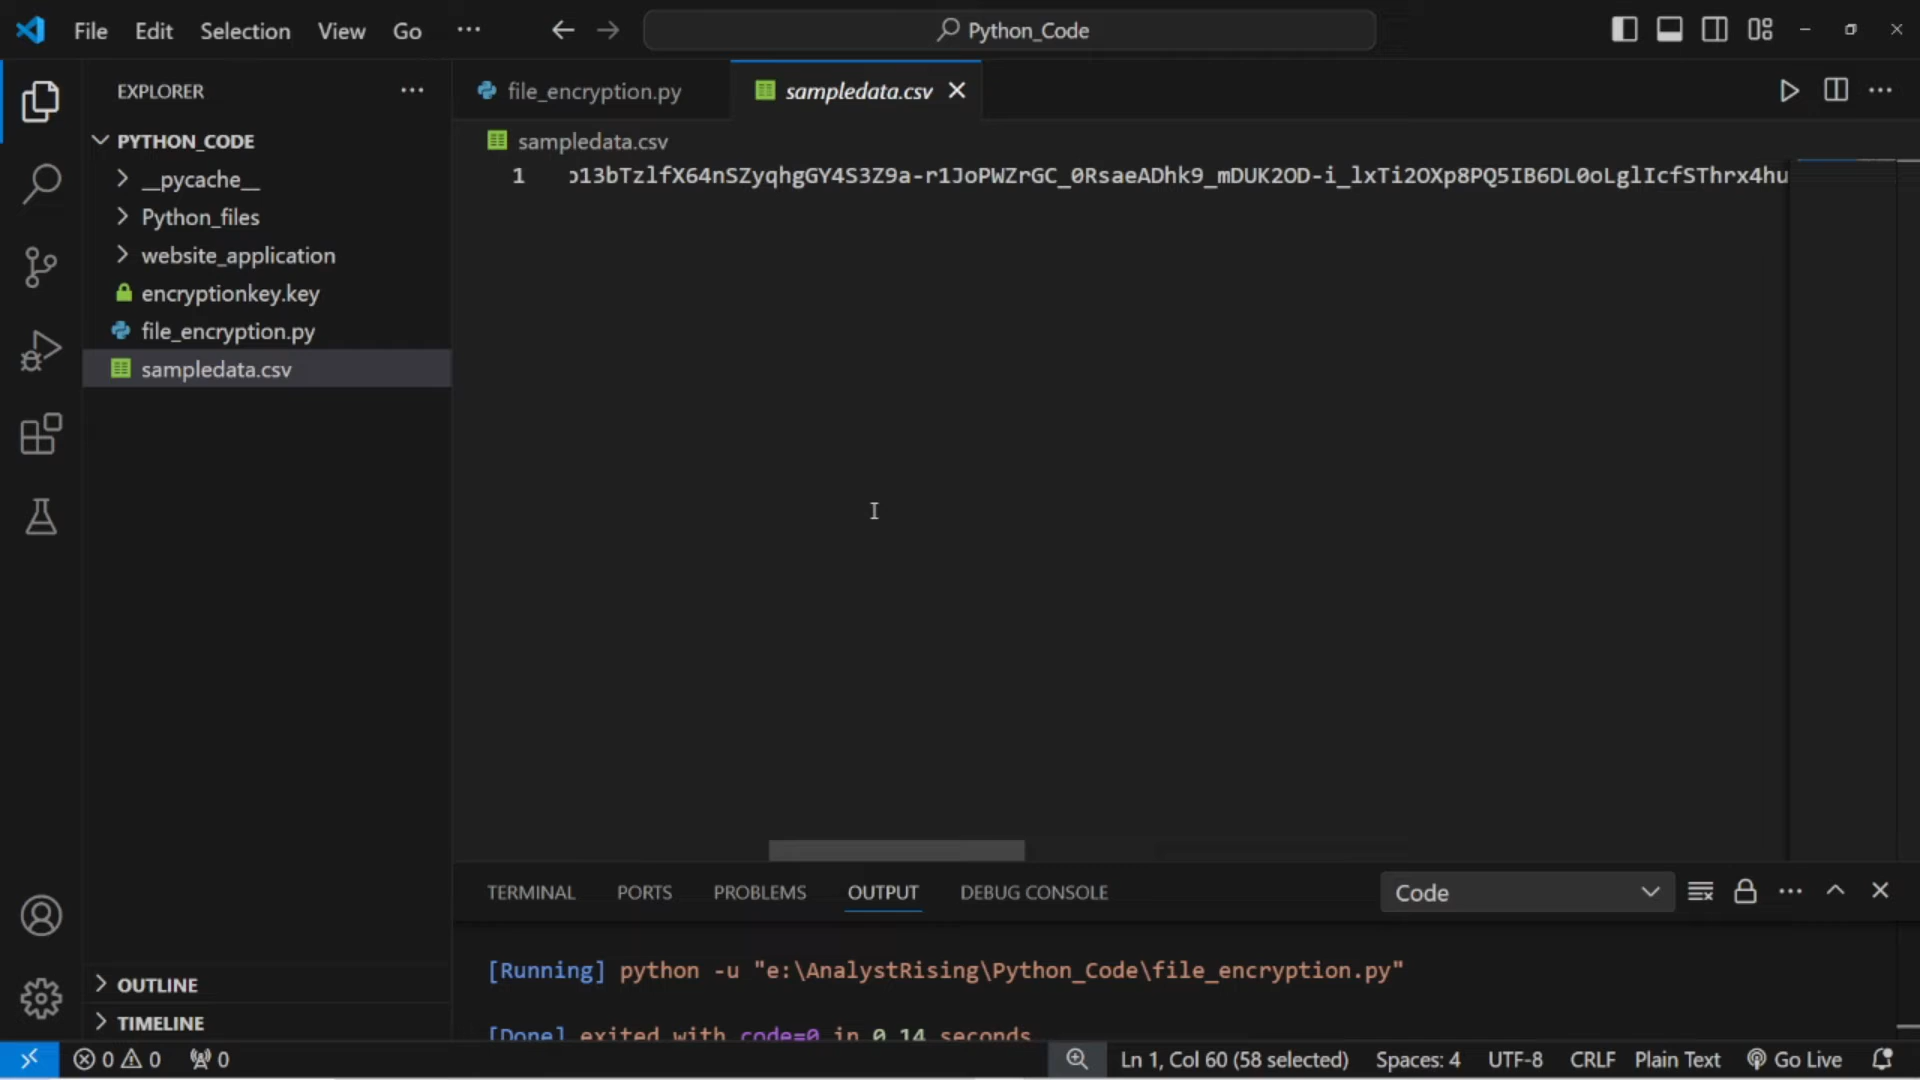 File Edit Selection View Go ··· Python_Code
EXPLORER ···
PYTHON_CODE
__pycache__
Python_files
website_application
encryptionkey.key
file_encryption.py
sampledata.csv
OUTLINE
TIMELINE
file_encryption.py sampledata.csv
sampledata.csv
1 o13bTzlfX64nSZyqhgGY4S3Z9a-r1JoPWZrGC_0RsaeADhk9_mDUK2OD-i_lxTi2OXp8PQ5IB6DL0oLglIcfSThrx4hu
TERMINAL PORTS PROBLEMS OUTPUT DEBUG CONSOLE Code
[Running] python -u "e:\AnalystRising\Python_Code\file_encryption.py"
[Done] exited with code=0 in 0.14 seconds
0 0 0 Ln 1, Col 60 (58 selected) Spaces: 4 UTF-8 CRLF Plain Text Go Live